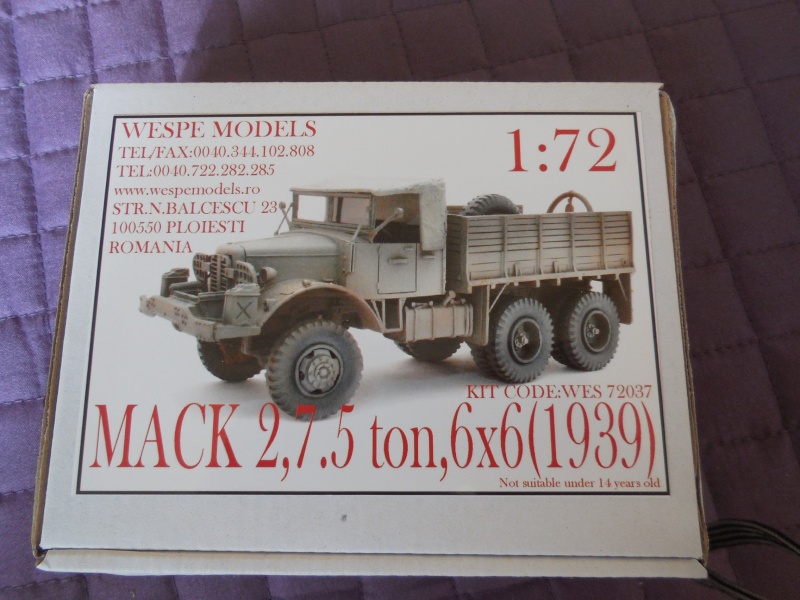 WESPE MODELS
TEL/FAX:0040.344.102.808
TEL:0040.722.282.285
www.wespemodels.ro
STR.N.BALCESCU 23
100550 PLOIESTI
ROMANIA
1:72
KIT CODE:WES 72037
MACK 2,7.5 ton,6x6(1939)
Not suitable under 14 years old